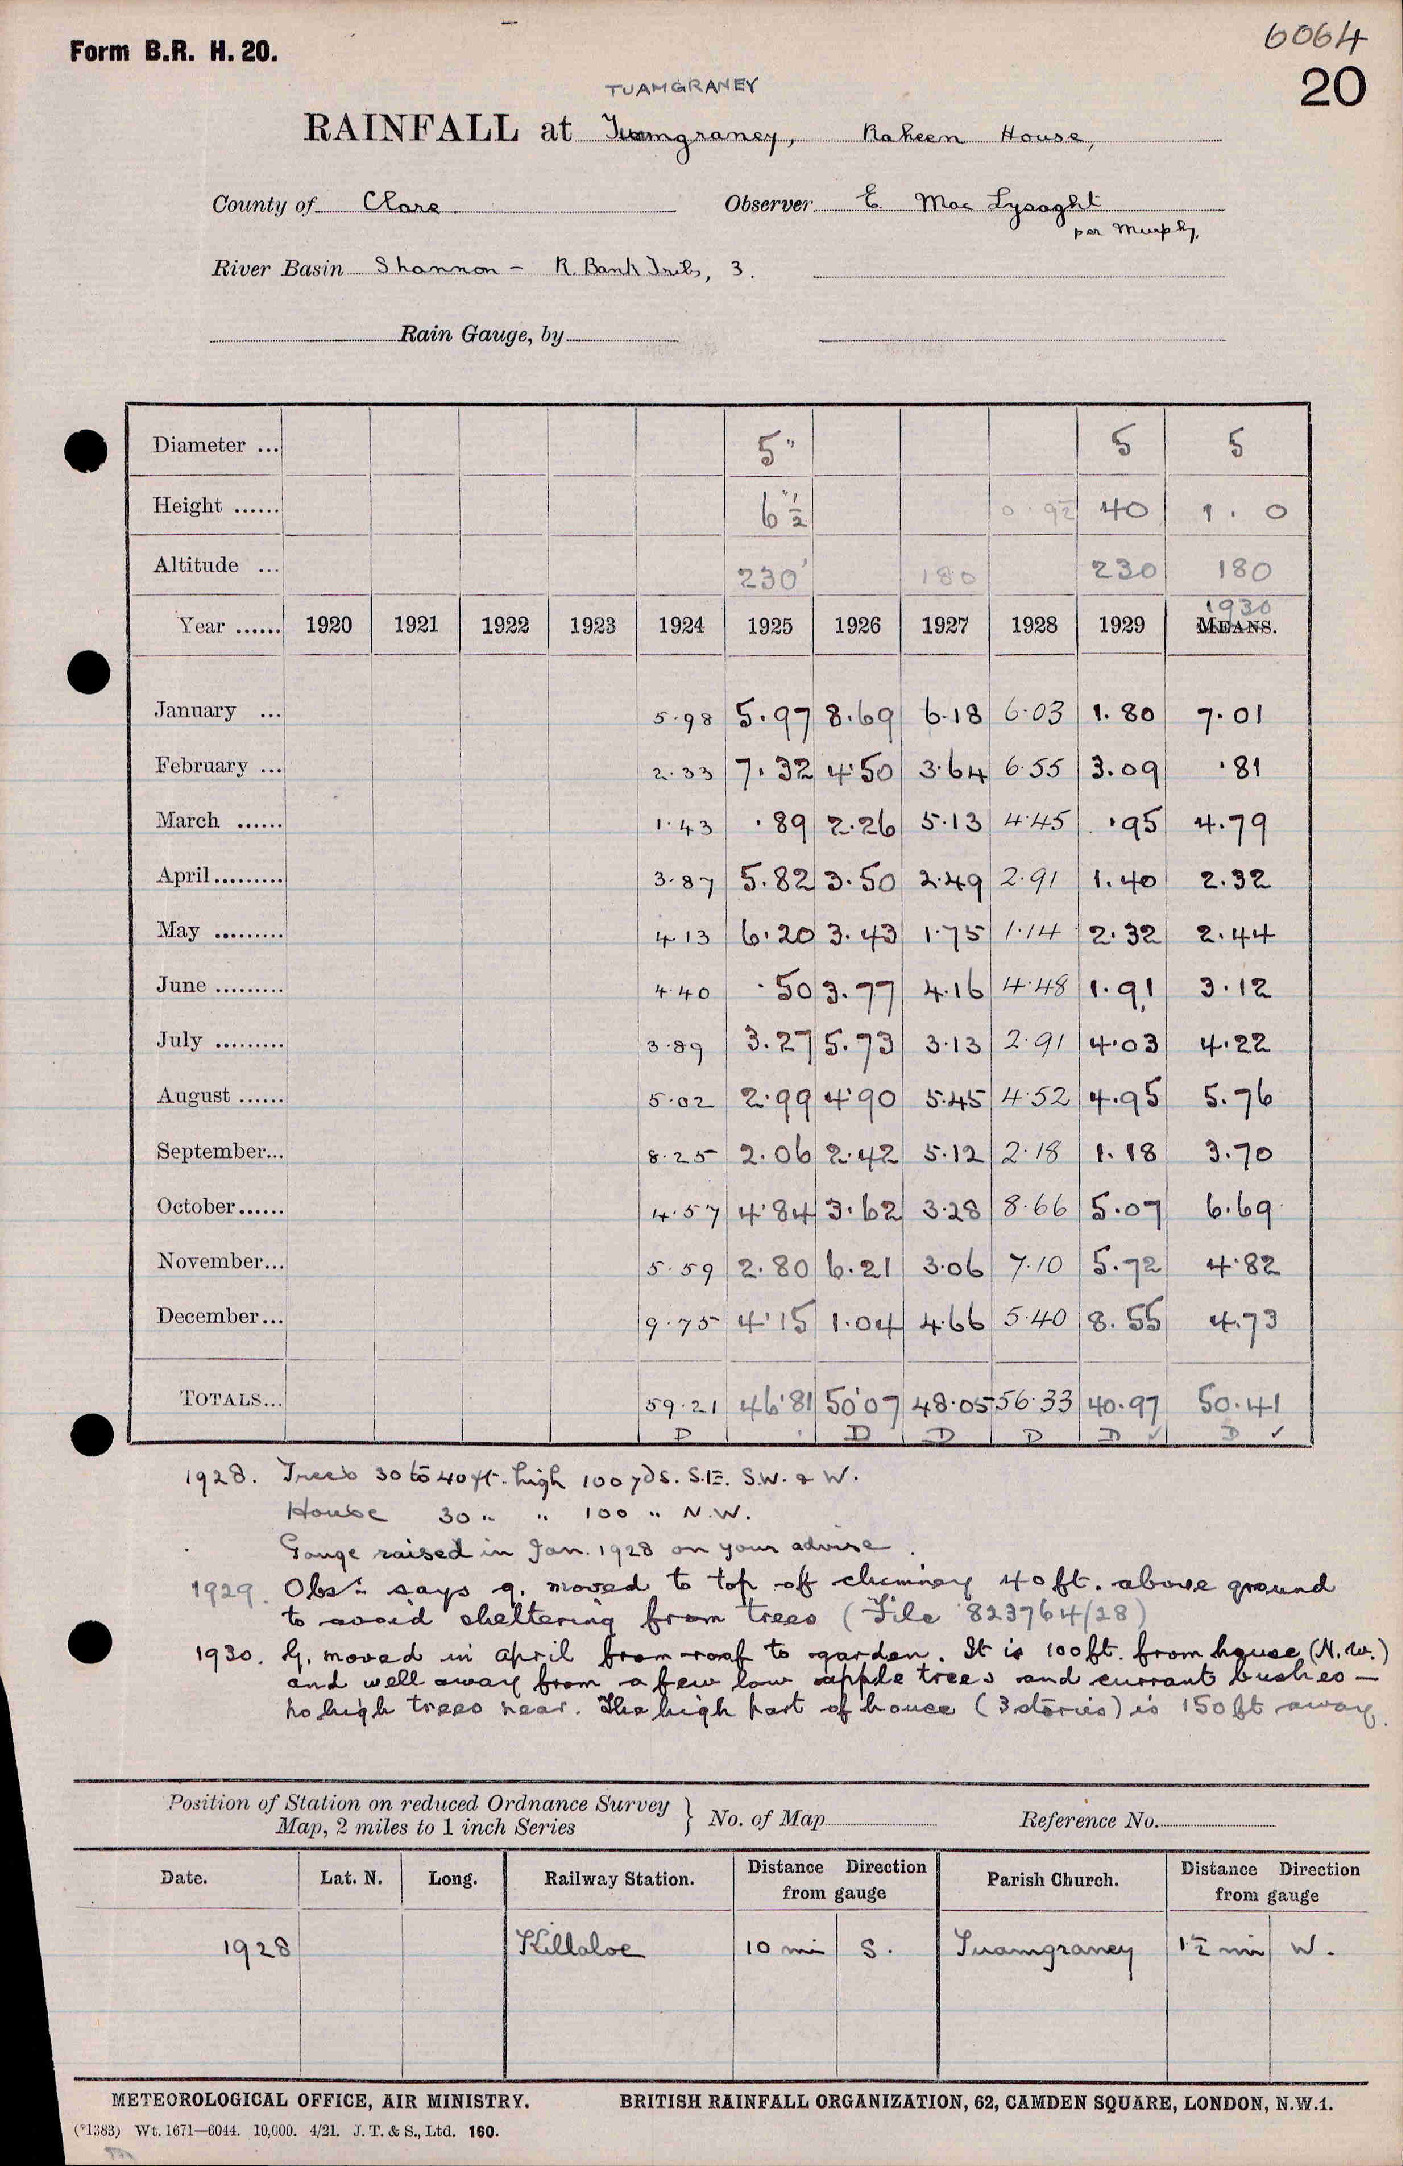 Form B.R. H. 20.
6064
20
TUAMGRANEY
RAINFALL at Tuamgraney, Raheen House,
County of Clare Observer E Mac Lysaght
per Murphy,
River Basin Shannon - R. Bank Tribs, 3.
Rain Gauge, by
Diameter ... 5" 5 5
Height ...... 6½" 0.92 40 1. 0
Altitude ... 230' 180 230 180
1930
Year ...... 1920 1921 1922 1923 1924 1925 1926 1927 1928 1929 MEANS.
January ... 5.98 5.97 8.69 6.18 6.03 1.80 7.01
February ... 2.33 7.32 4.50 3.64 6.55 3.09 .81
March ...... 1.43 .89 2.26 5.13 4.45 .95 4.79
April......... 3.87 5.82 3.50 2.49 2.91 1.40 2.32
May ......... 4.13 6.20 3.43 1.75 1.14 2.32 2.44
June ......... 4.40 .50 3.77 4.16 4.48 1.91 3.12
July ......... 3.89 3.27 5.73 3.13 2.91 4.03 4.22
August ...... 5.02 2.99 4.90 5.45 4.52 4.95 5.76
September... 8.25 2.06 2.42 5.12 2.18 1.18 3.70
October...... 4.57 4.84 3.62 3.28 8.66 5.07 6.69
November... 5.59 2.80 6.21 3.06 7.10 5.72 4.82
December... 9.75 4.15 1.04 4.66 5.40 8.55 4.73
TOTALS... 59.21 46.81 50.07 48.05 56.33 40.97 50.41
D D D D D ✓ D ✓
1928. Trees 30 to 40 ft. high 100 yds. S.E. S.W. & W.
House 30 " " 100 " N.W.
Gauge raised in Jan. 1928 on your advise.
1929. Obsr. says g. moved to top off chimney 40 ft. above ground
to avoid sheltering from trees (File 823764/28)
1930. G. moved in april from roof to garden. It is 100 ft. from house (N.W.)
and well away from a few low apple trees and currant bushes —
no high trees near. The high part of house (3 stories) is 150 ft away.
Position of Station on reduced Ordnance Survey
Map, 2 miles to 1 inch Series } No. of Map Reference No.
Date. Lat. N. Long. Railway Station. Distance Direction from gauge Parish Church. Distance Direction from gauge
1928 Killaloe 10 mi S. Tuamgraney 1½ mi W.
METEOROLOGICAL OFFICE, AIR MINISTRY. BRITISH RAINFALL ORGANIZATION, 62, CAMDEN SQUARE, LONDON, N.W.1.
(*1383) Wt. 1671—6044. 10,000. 4/21. J. T. & S., Ltd. 160.